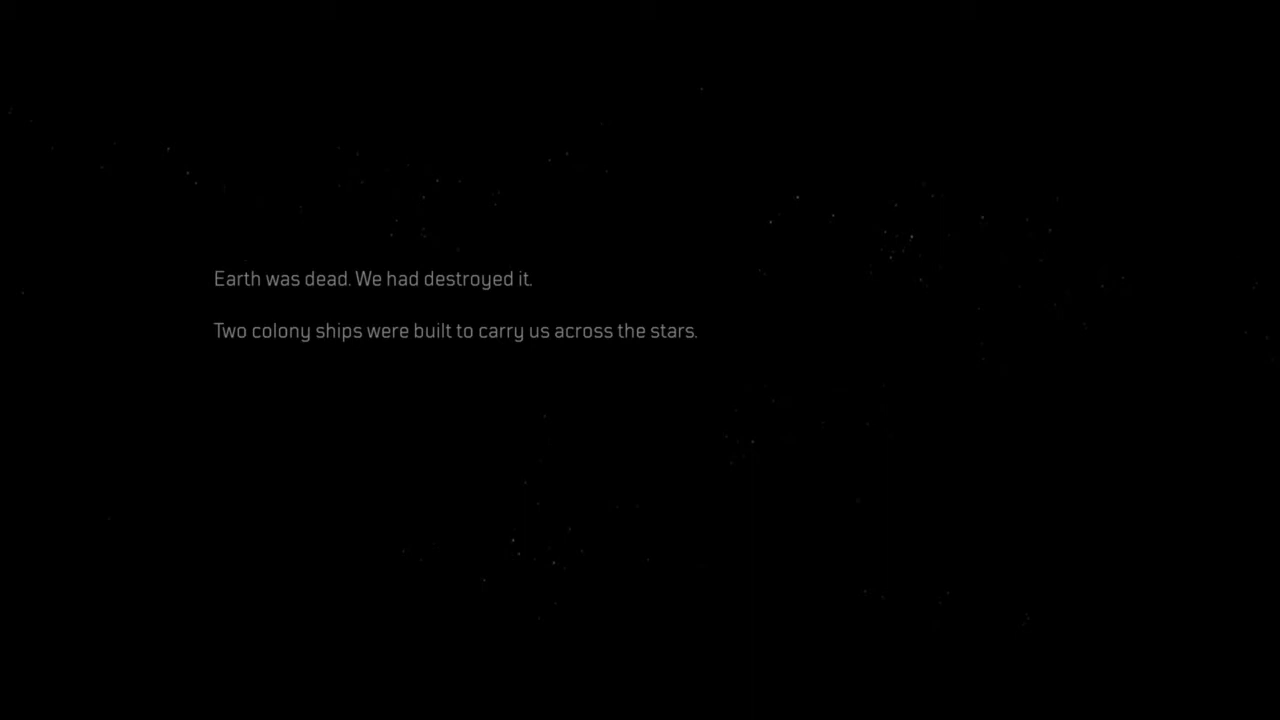 Earth was dead. We had destroyed it.
Two colony ships were built to carry us across the stars.